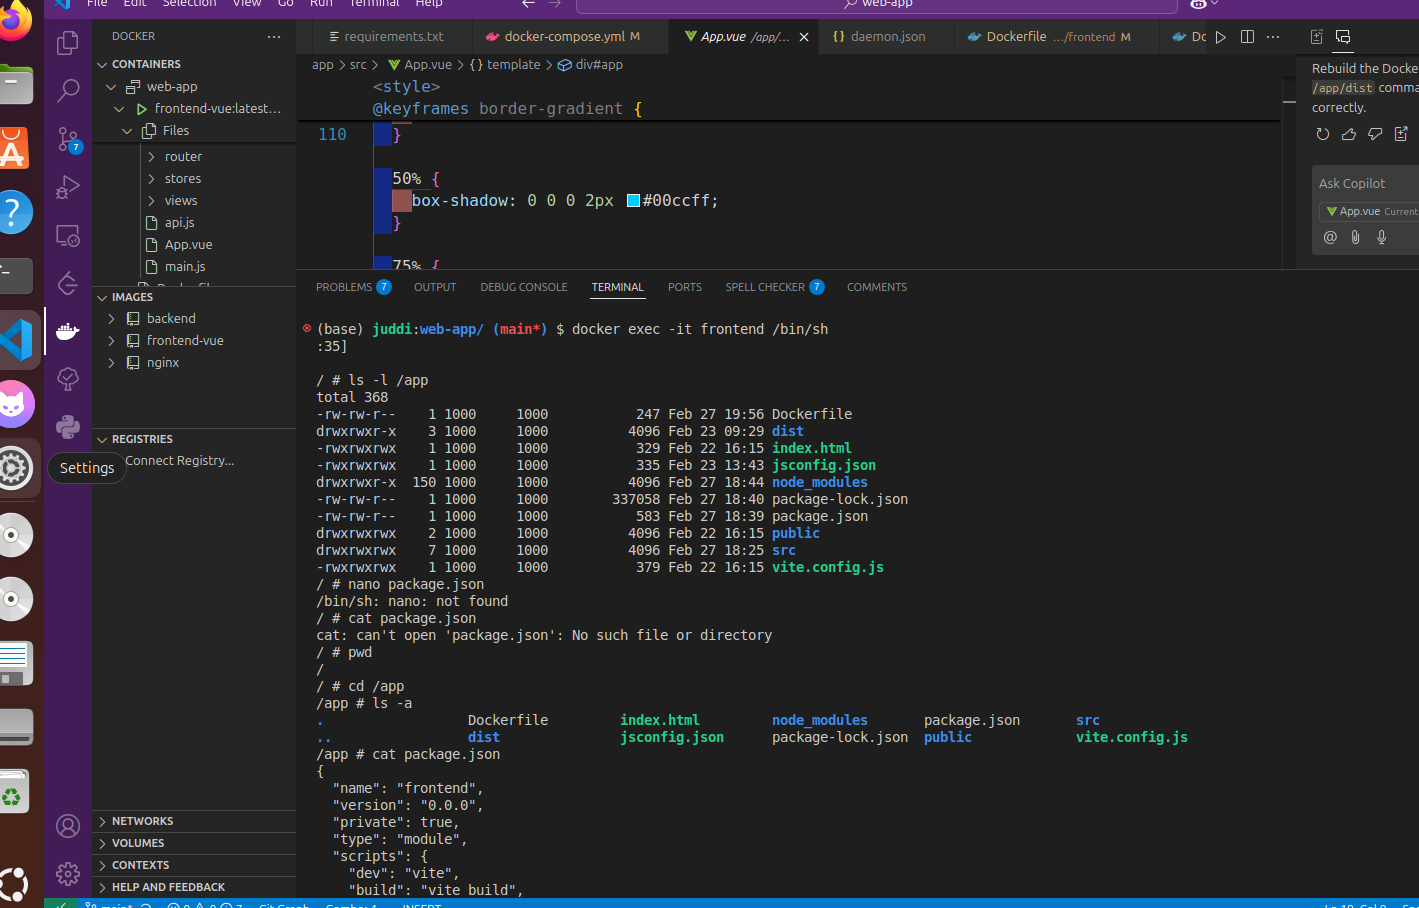 File Edit Selection View Go Run Terminal Help web-app
DOCKER
requirements.txt docker-compose.yml M App.vue /app/... daemon.json Dockerfile .../frontend M
CONTAINERS
web-app
frontend-vue:latest...
Files
router
stores
views
api.js
App.vue
main.js
IMAGES
backend
frontend-vue
nginx
REGISTRIES
Connect Registry...
Settings
NETWORKS
VOLUMES
CONTEXTS
HELP AND FEEDBACK
7
app > src > App.vue > {} template > div#app
<style>
@keyframes border-gradient {
110 }
50% {
box-shadow: 0 0 0 2px #00ccff;
}
75% {
Rebuild the Docke
/app/dist comma
correctly.
Ask Copilot
App.vue Current
PROBLEMS 7 OUTPUT DEBUG CONSOLE TERMINAL PORTS SPELL CHECKER 7 COMMENTS
(base) juddi:web-app/ (main*) $ docker exec -it frontend /bin/sh
:35]
/ # ls -l /app
total 368
-rw-rw-r-- 1 1000 1000 247 Feb 27 19:56 Dockerfile
drwxrwxr-x 3 1000 1000 4096 Feb 23 09:29 dist
-rwxrwxrwx 1 1000 1000 329 Feb 22 16:15 index.html
-rwxrwxrwx 1 1000 1000 335 Feb 23 13:43 jsconfig.json
drwxrwxr-x 150 1000 1000 4096 Feb 27 18:44 node_modules
-rw-rw-r-- 1 1000 1000 337058 Feb 27 18:40 package-lock.json
-rw-rw-r-- 1 1000 1000 583 Feb 27 18:39 package.json
drwxrwxrwx 2 1000 1000 4096 Feb 22 16:15 public
drwxrwxrwx 7 1000 1000 4096 Feb 27 18:25 src
-rwxrwxrwx 1 1000 1000 379 Feb 22 16:15 vite.config.js
/ # nano package.json
/bin/sh: nano: not found
/ # cat package.json
cat: can't open 'package.json': No such file or directory
/ # pwd
/
/ # cd /app
/app # ls -a
. Dockerfile index.html node_modules package.json src
.. dist jsconfig.json package-lock.json public vite.config.js
/app # cat package.json
{
"name": "frontend",
"version": "0.0.0",
"private": true,
"type": "module",
"scripts": {
"dev": "vite",
"build": "vite build",